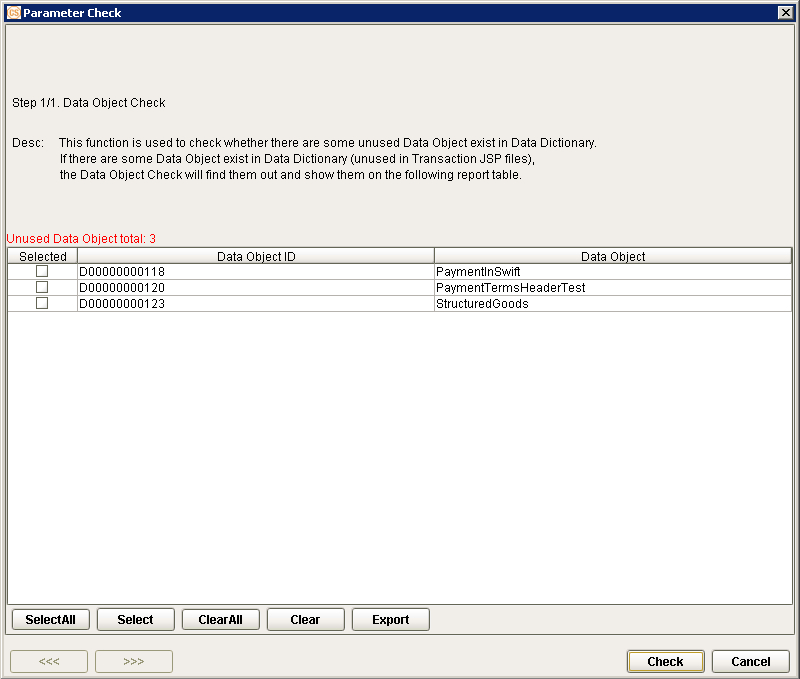 CS Parameter Check
Step 1/1. Data Object Check
Desc: This function is used to check whether there are some unused Data Object exist in Data Dictionary.
If there are some Data Object exist in Data Dictionary (unused in Transaction JSP files),
the Data Object Check will find them out and show them on the following report table.
Unused Data Object total: 3
Selected Data Object ID Data Object
D00000000118 PaymentInSwift
D00000000120 PaymentTermsHeaderTest
D00000000123 StructuredGoods
SelectAll Select ClearAll Clear Export
<<< >>> Check Cancel